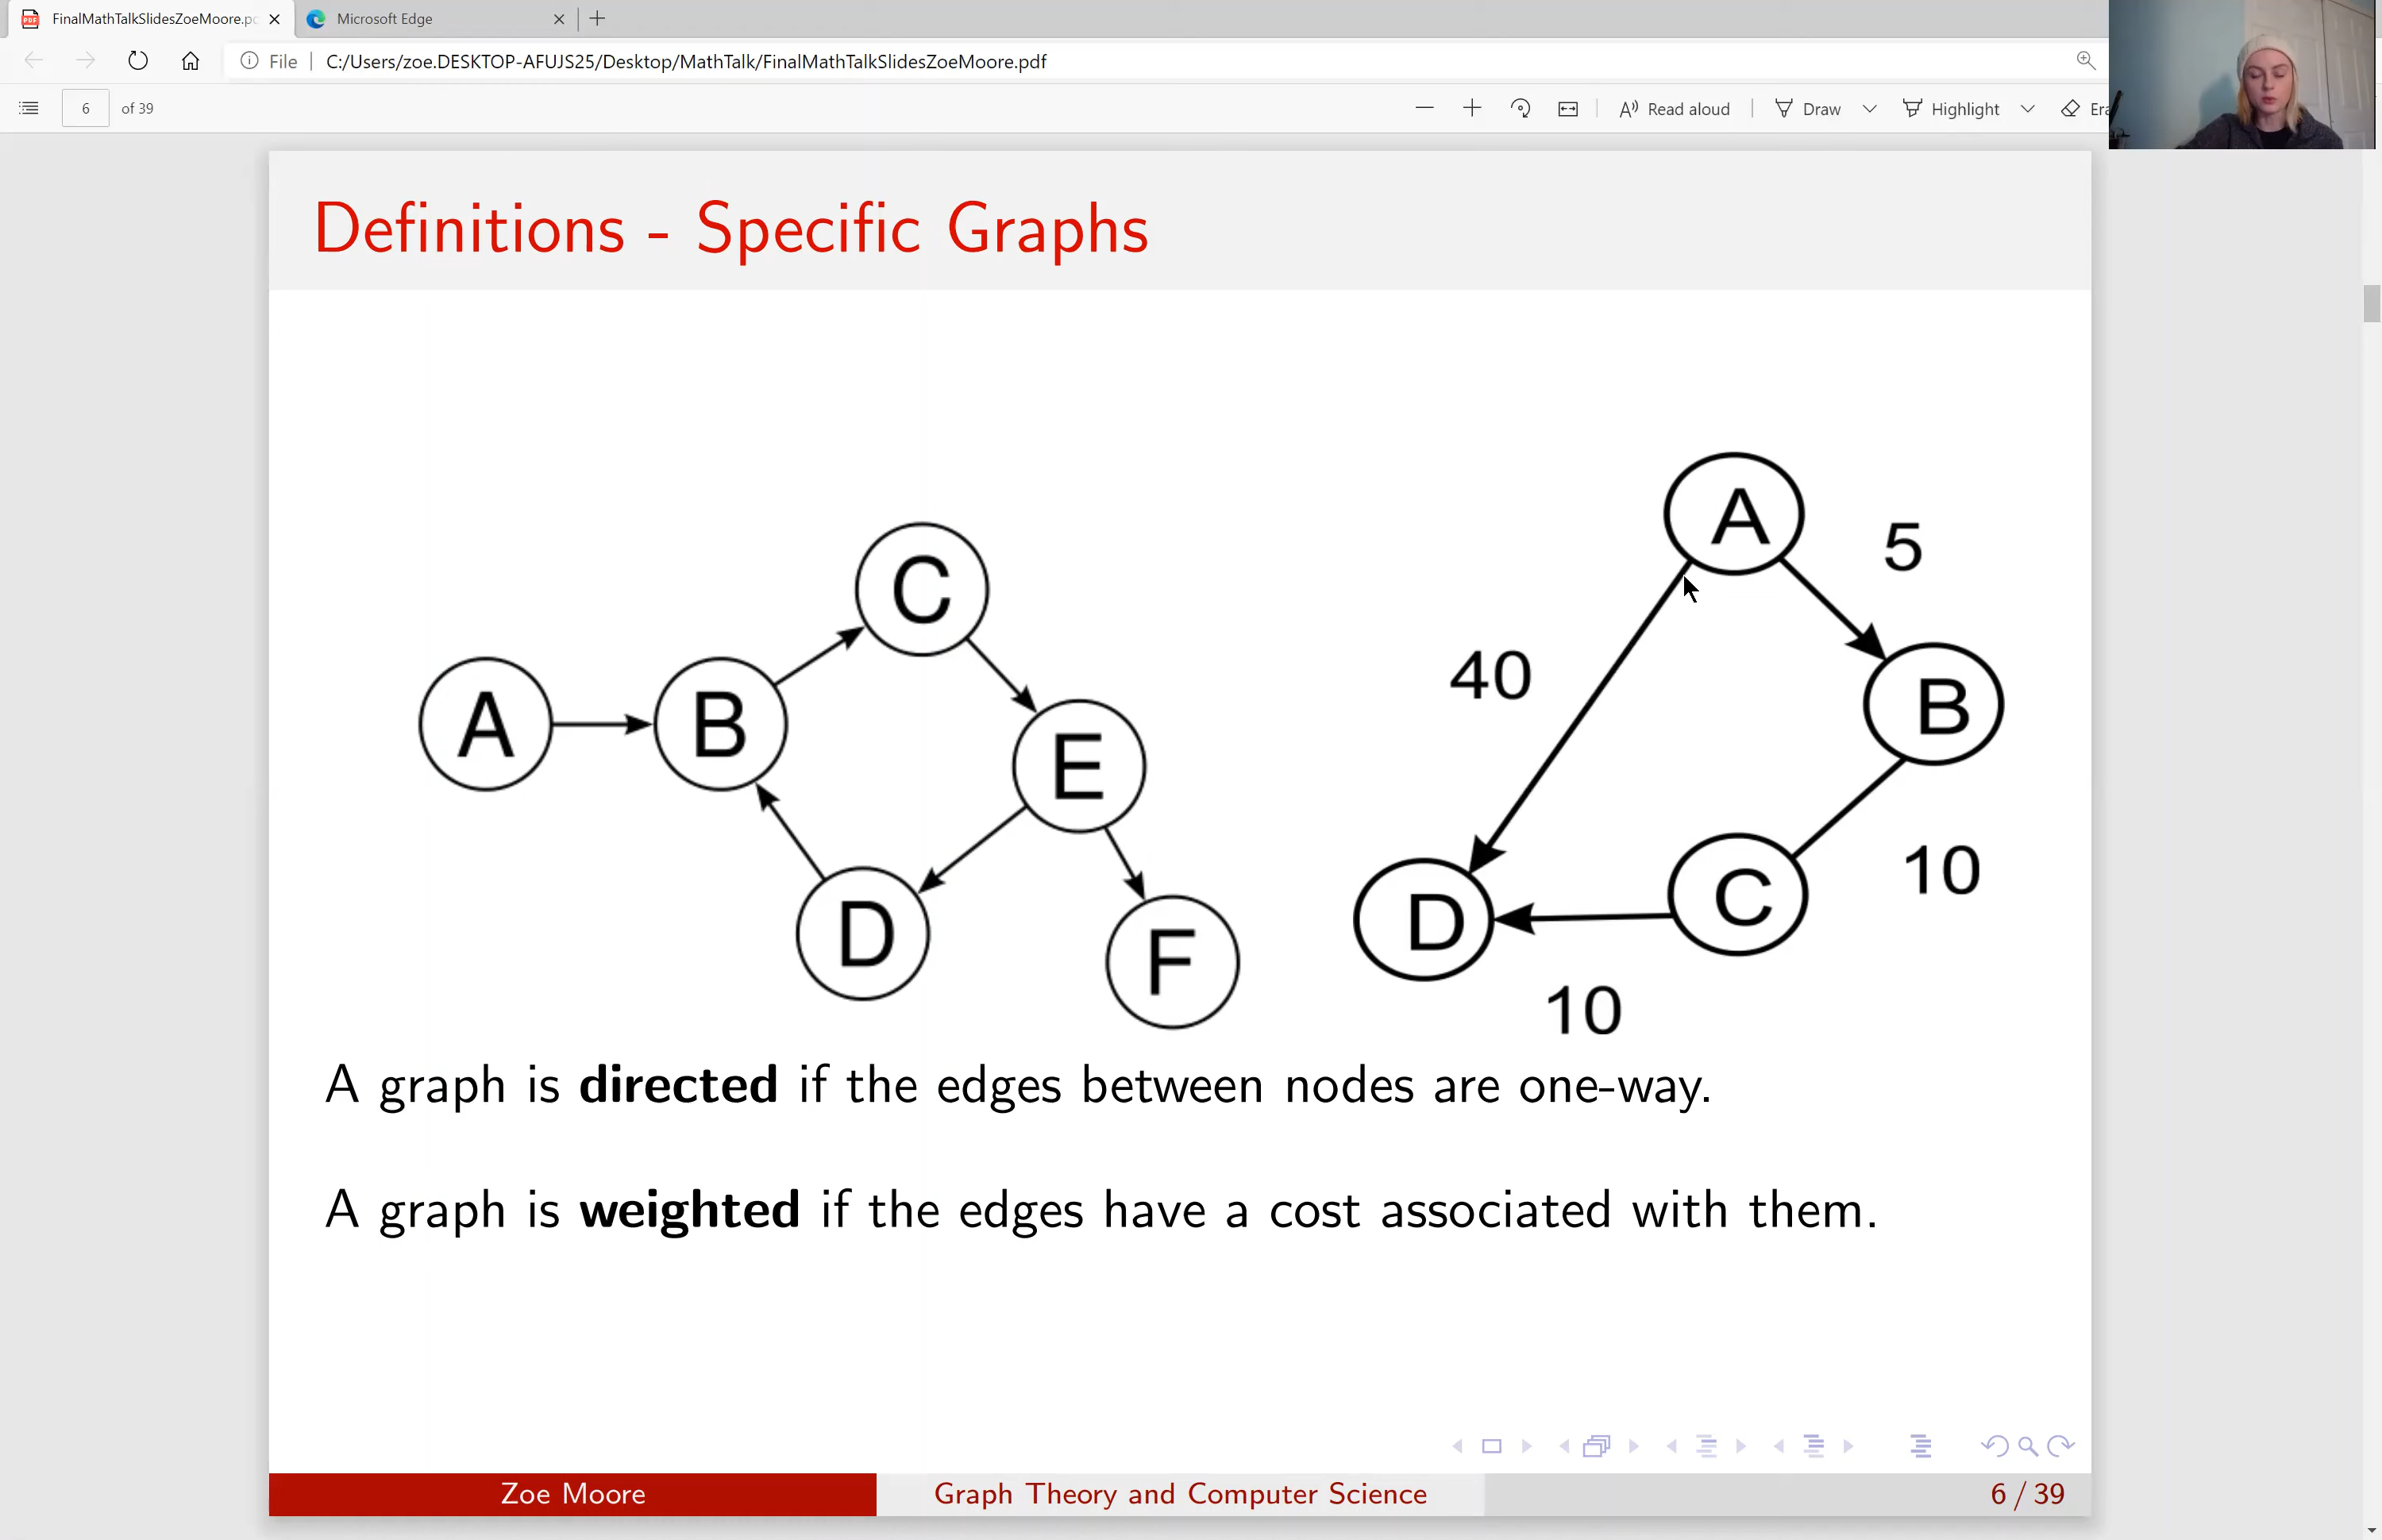 FinalMathTalkSlidesZoeMoore.pd
Microsoft Edge
File | C:/Users/zoe.DESKTOP-AFUJS25/Desktop/MathTalk/FinalMathTalkSlidesZoeMoore.pdf
6 of 39
Read aloud
Draw
Highlight
Era
Definitions - Specific Graphs
A
5
C
40
A
B
B
E
10
D
C
D
F
10
A graph is directed if the edges between nodes are one-way.
A graph is weighted if the edges have a cost associated with them.
Zoe Moore
Graph Theory and Computer Science
6 / 39